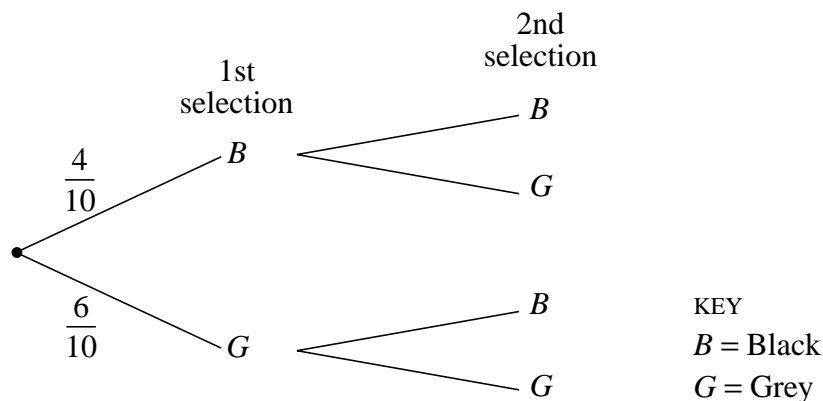 2nd
selection
1st
selection
B
4
10
B
G
6
10
G
B
G
KEY
B = Black
G = Grey